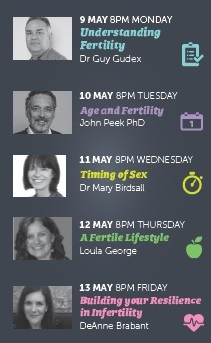 9 MAY 8PM MONDAY
Understanding
Fertility
Dr Guy Gudex
10 MAY 8PM TUESDAY
Age and Fertility
John Peek PhD
1
11 MAY 8PM WEDNESDAY
Timing of Sex
Dr Mary Birdsall
12 MAY 8PM THURSDAY
A Fertile Lifestyle
Loula George
13 MAY 8PM FRIDAY
Building your Resilience
in Infertility
DeAnne Brabant